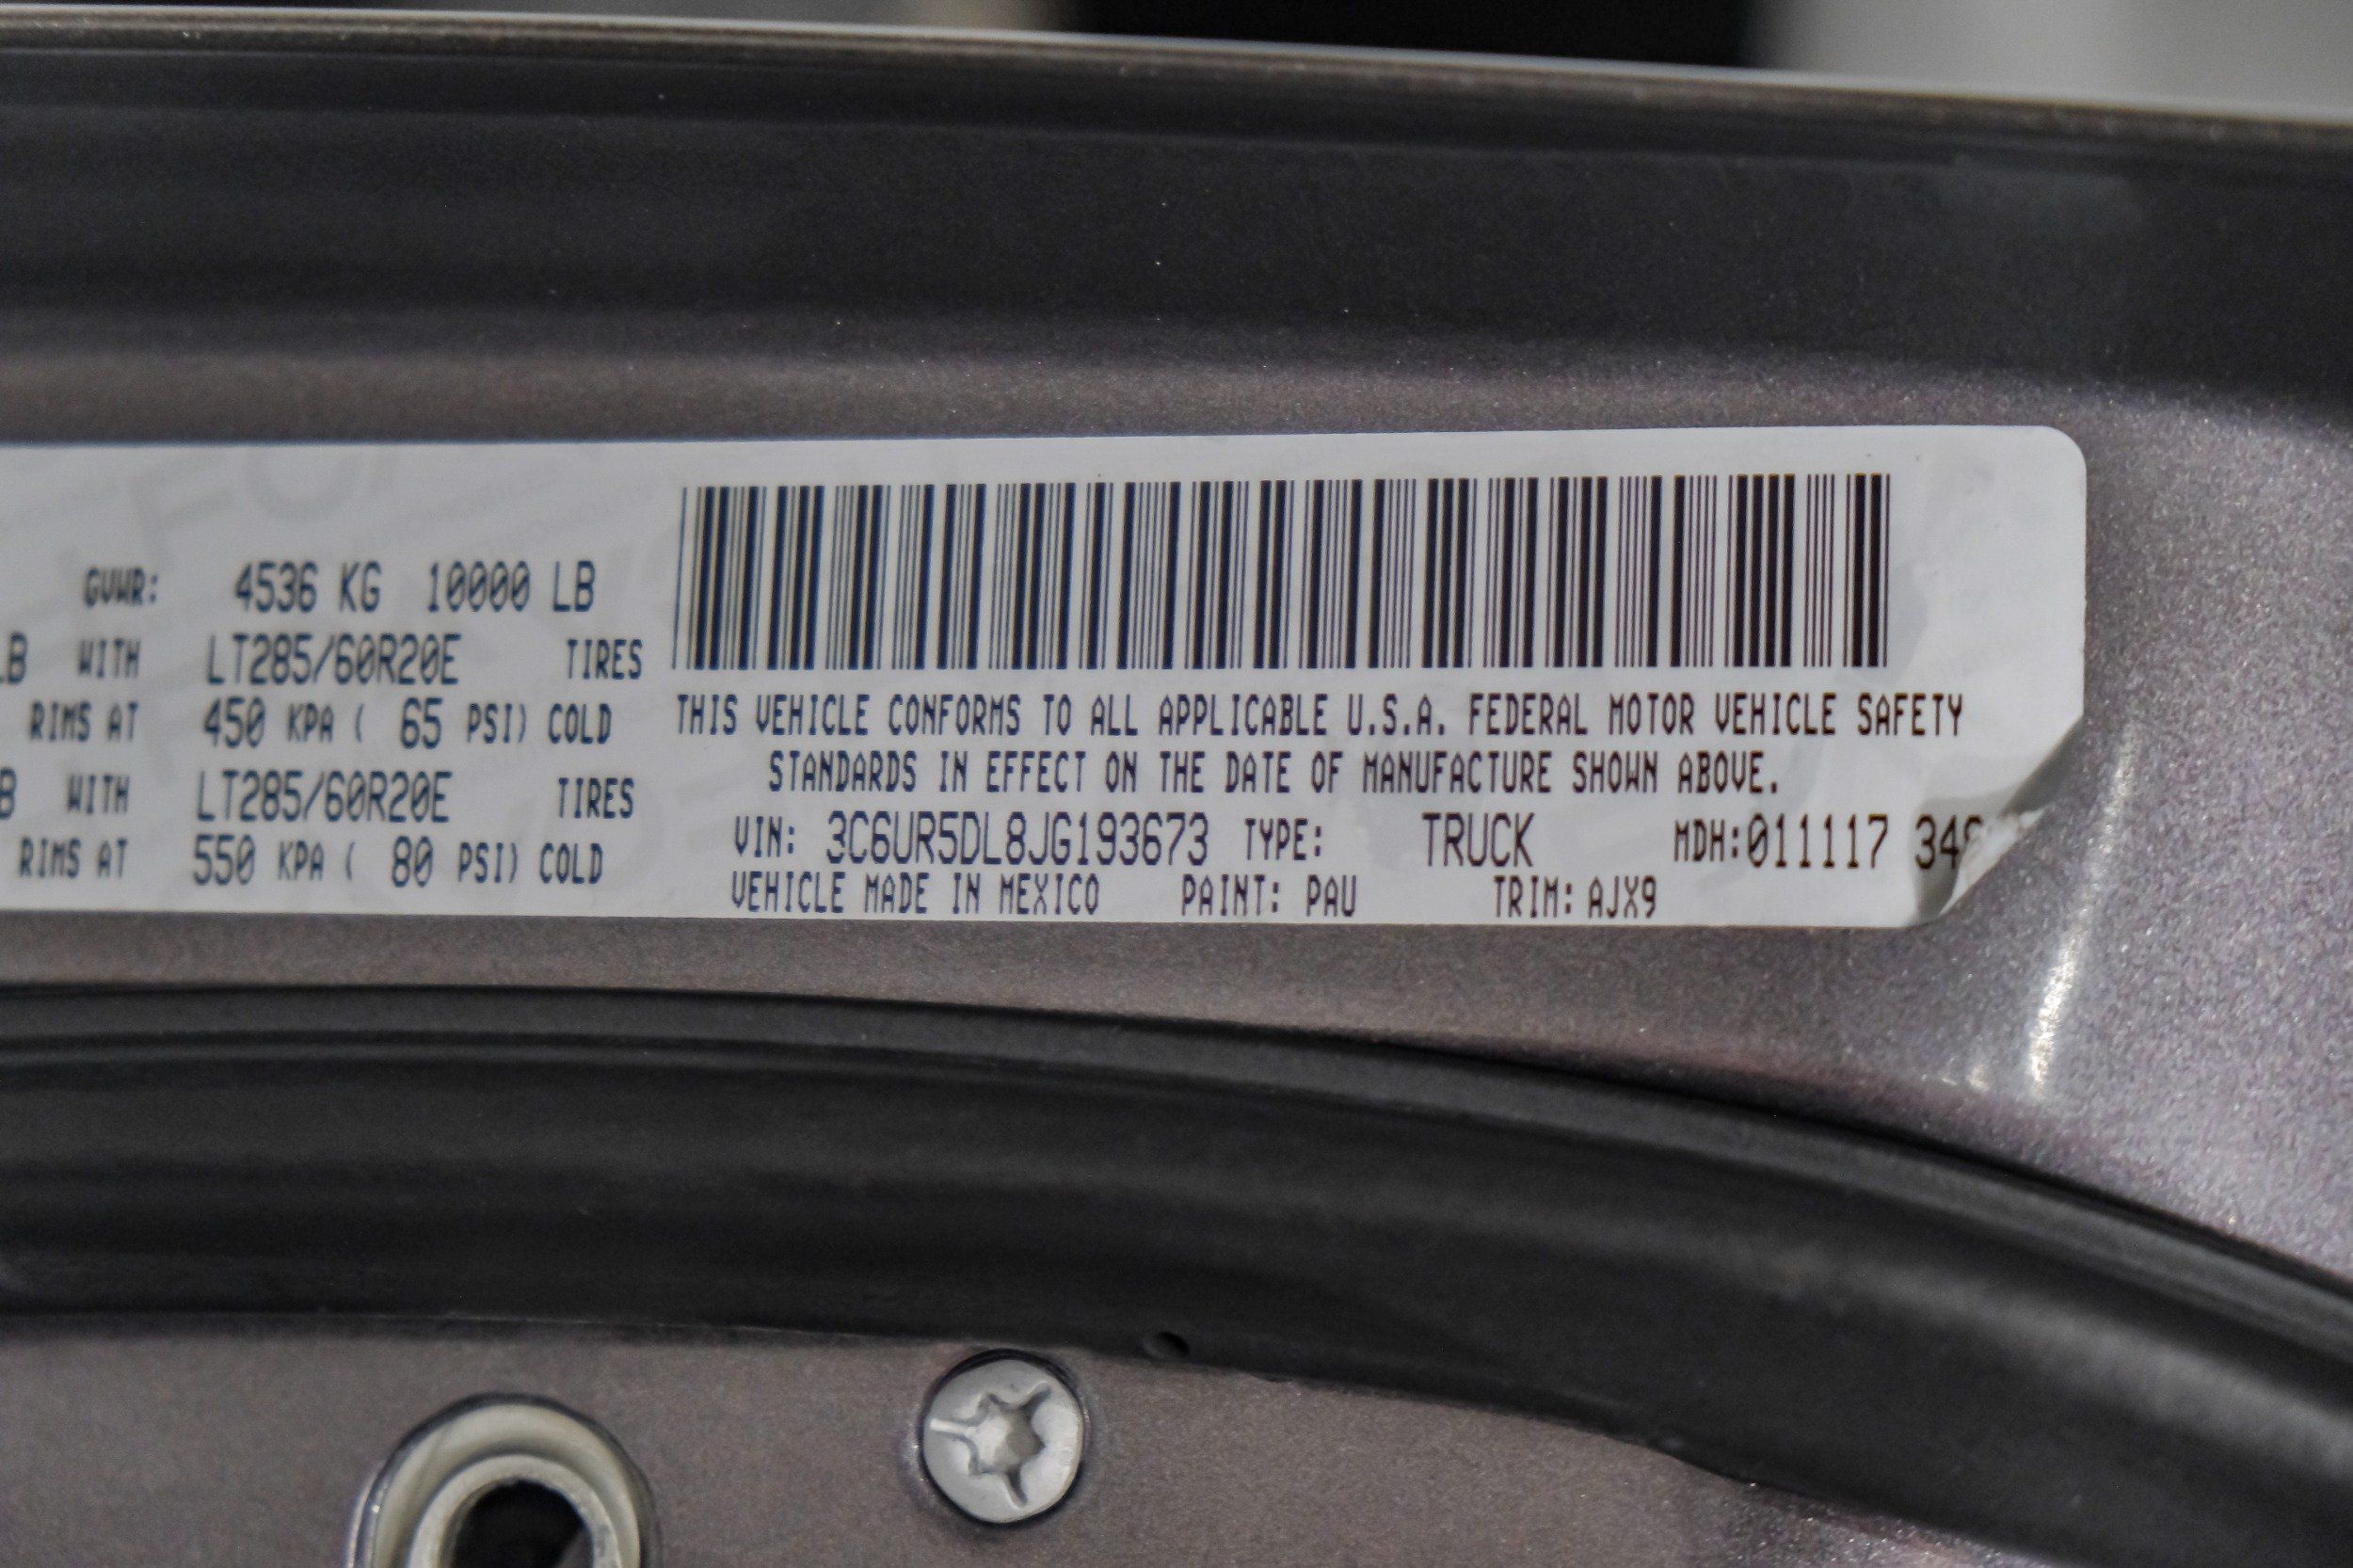 GVWR: 4536 KG 10000 LB
LB WITH LT285/60R20E TIRES
RIMS AT 450 KPA ( 65 PSI) COLD
WITH LT285/60R20E TIRES
RIMS AT 550 KPA ( 80 PSI) COLD
THIS VEHICLE CONFORMS TO ALL APPLICABLE U.S.A. FEDERAL MOTOR VEHICLE SAFETY
STANDARDS IN EFFECT ON THE DATE OF MANUFACTURE SHOWN ABOVE.
VIN: 3C6UR5DL8JG193673 TYPE: TRUCK MDH:011117
VEHICLE MADE IN MEXICO PAINT: PAU TRIM: AJX9